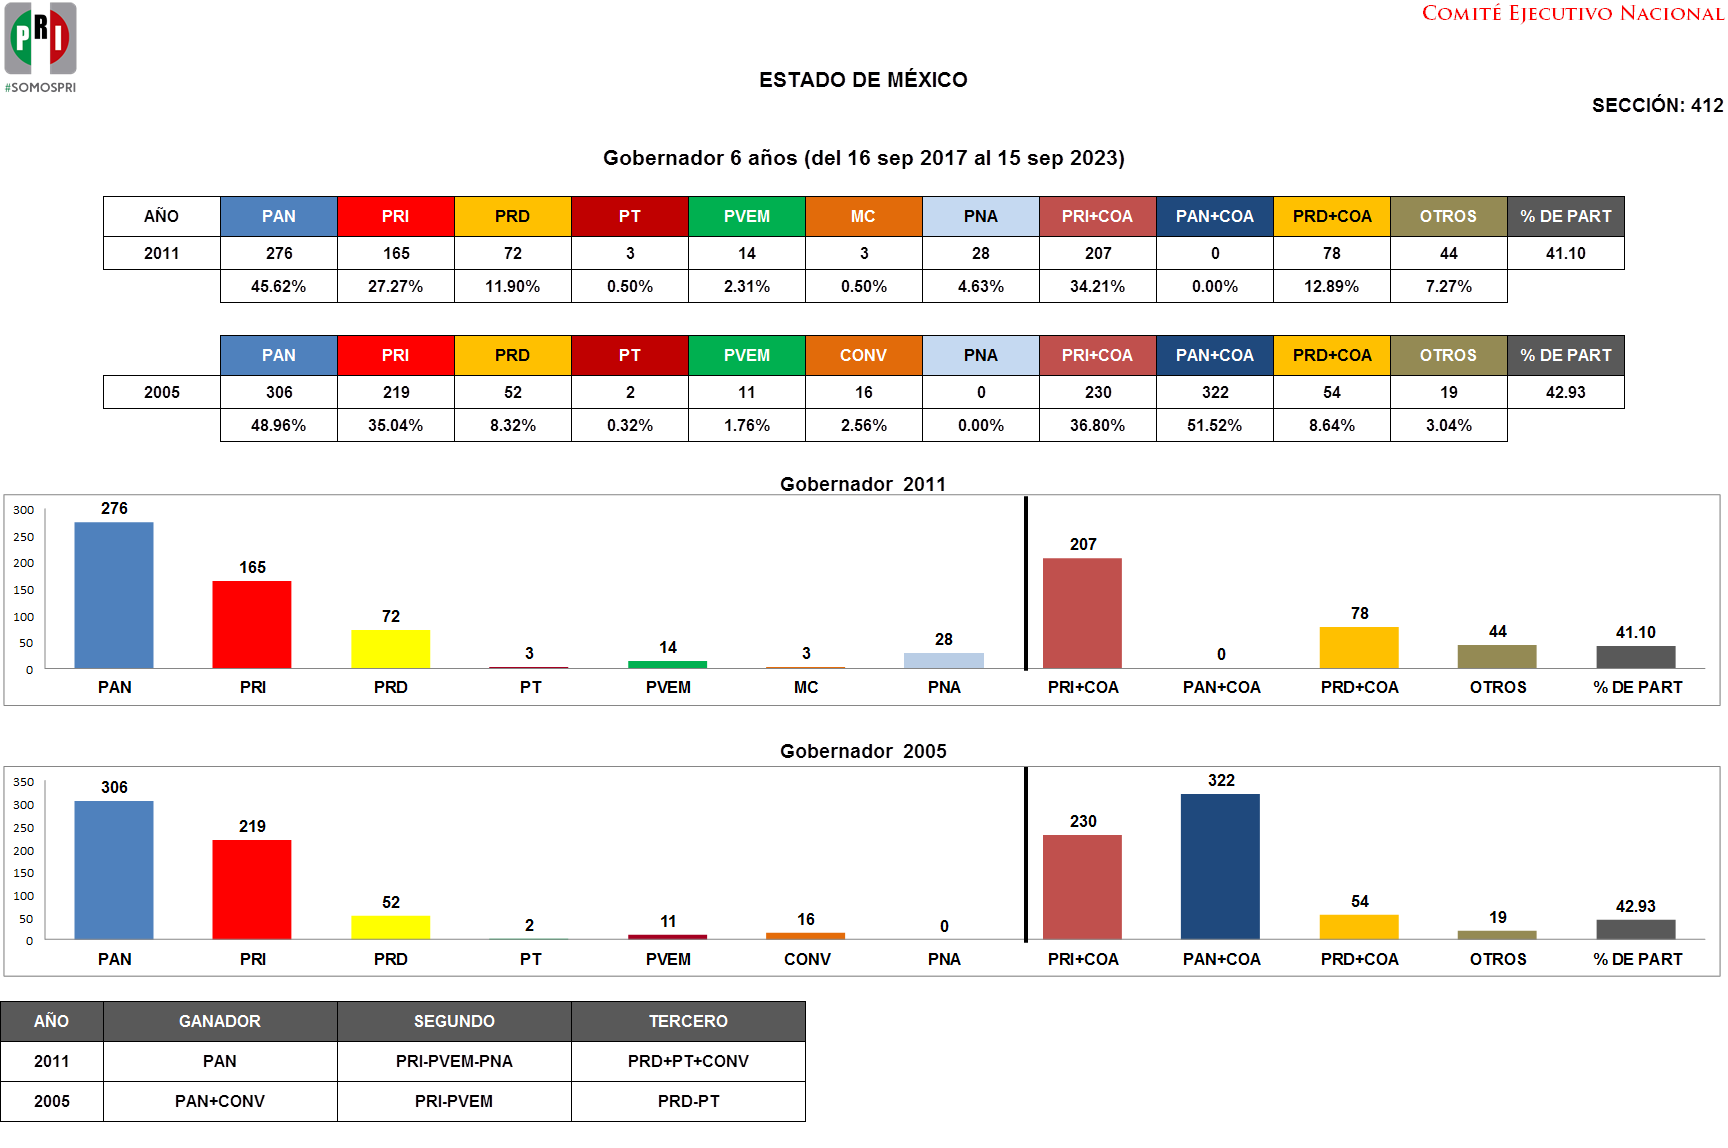 PRI
#SOMOSPRI
COMITÉ EJECUTIVO NACIONAL
ESTADO DE MÉXICO
SECCIÓN: 412
Gobernador 6 años (del 16 sep 2017 al 15 sep 2023)
AÑO PAN PRI PRD PT PVEM MC PNA PRI+COA PAN+COA PRD+COA OTROS % DE PART
2011 276 165 72 3 14 3 28 207 0 78 44 41.10
45.62% 27.27% 11.90% 0.50% 2.31% 0.50% 4.63% 34.21% 0.00% 12.89% 7.27%
PAN PRI PRD PT PVEM CONV PNA PRI+COA PAN+COA PRD+COA OTROS % DE PART
2005 306 219 52 2 11 16 0 230 322 54 19 42.93
48.96% 35.04% 8.32% 0.32% 1.76% 2.56% 0.00% 36.80% 51.52% 8.64% 3.04%
Gobernador 2011
300
250
200
150
100
50
0
276 165 72 3 14 3 28 207 0 78 44 41.10
PAN PRI PRD PT PVEM MC PNA PRI+COA PAN+COA PRD+COA OTROS % DE PART
Gobernador 2005
350
300
250
200
150
100
50
0
306 219 52 2 11 16 0 230 322 54 19 42.93
PAN PRI PRD PT PVEM CONV PNA PRI+COA PAN+COA PRD+COA OTROS % DE PART
AÑO GANADOR SEGUNDO TERCERO
2011 PAN PRI-PVEM-PNA PRD+PT+CONV
2005 PAN+CONV PRI-PVEM PRD-PT